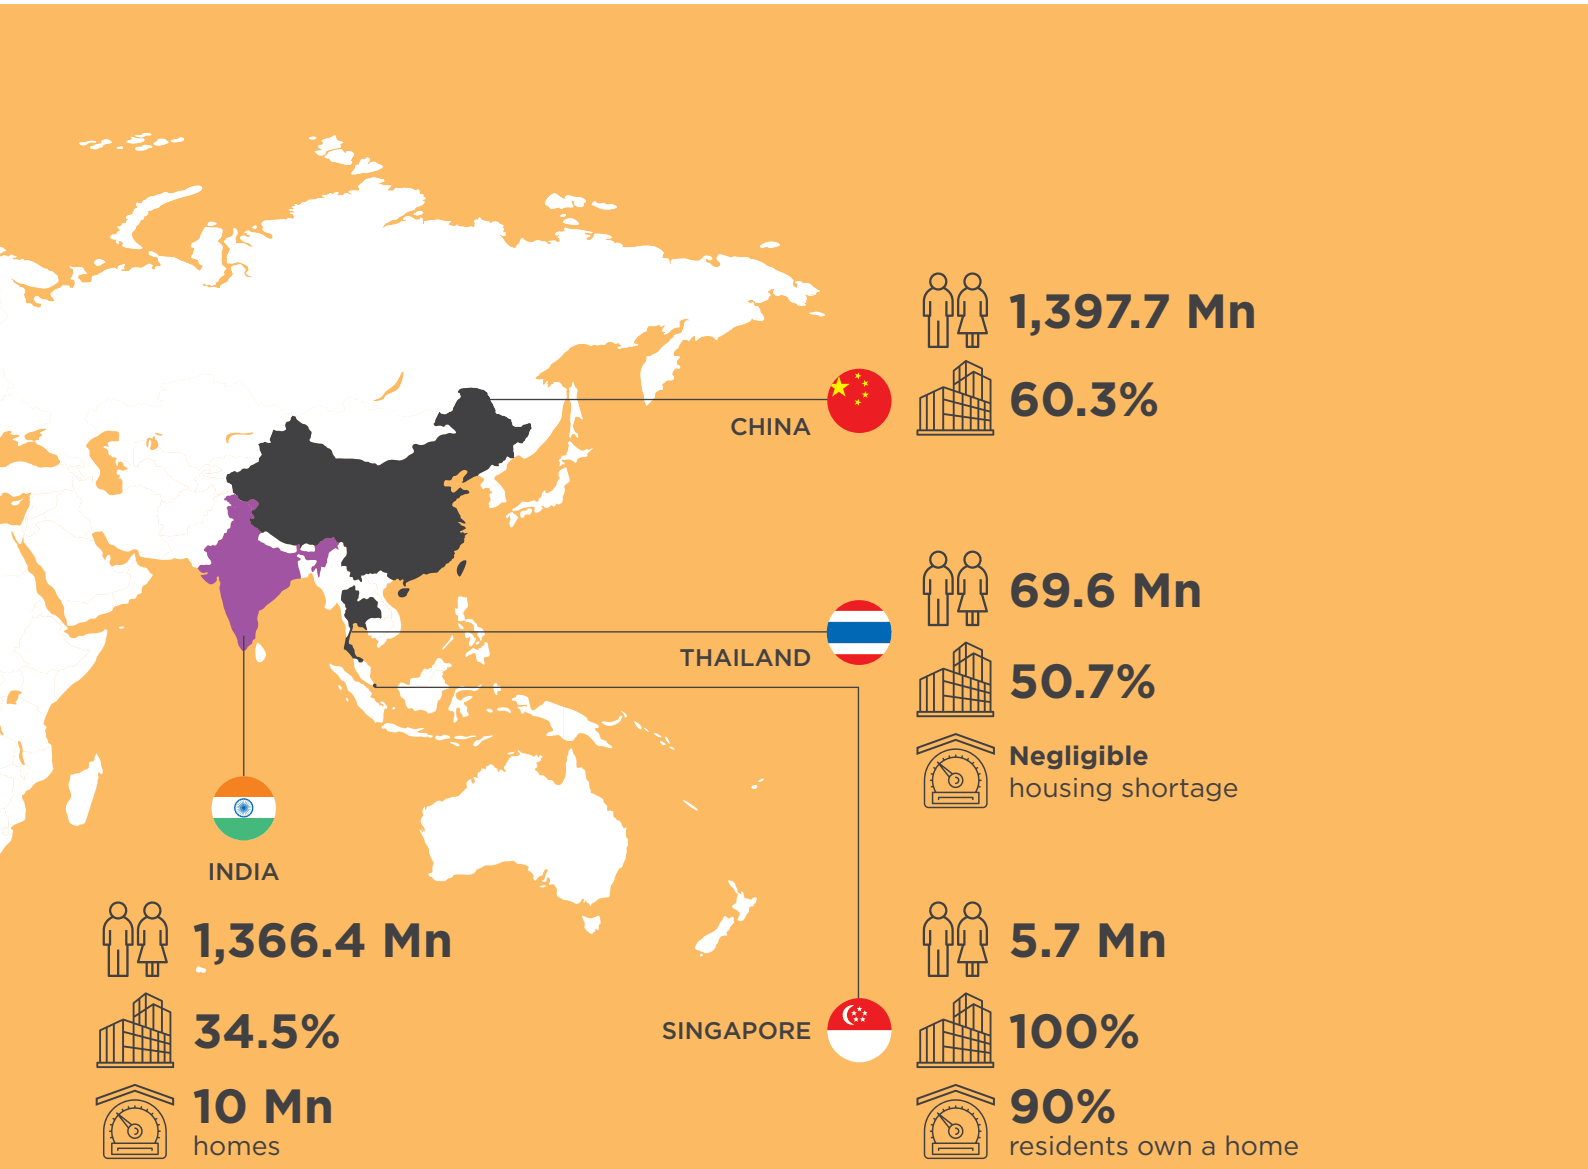 1,397.7 Mn
CHINA
60.3%
69.6 Mn
THAILAND
50.7%
Negligible
housing shortage
INDIA
1,366.4 Mn
34.5%
10 Mn
homes
5.7 Mn
SINGAPORE
100%
90%
residents own a home